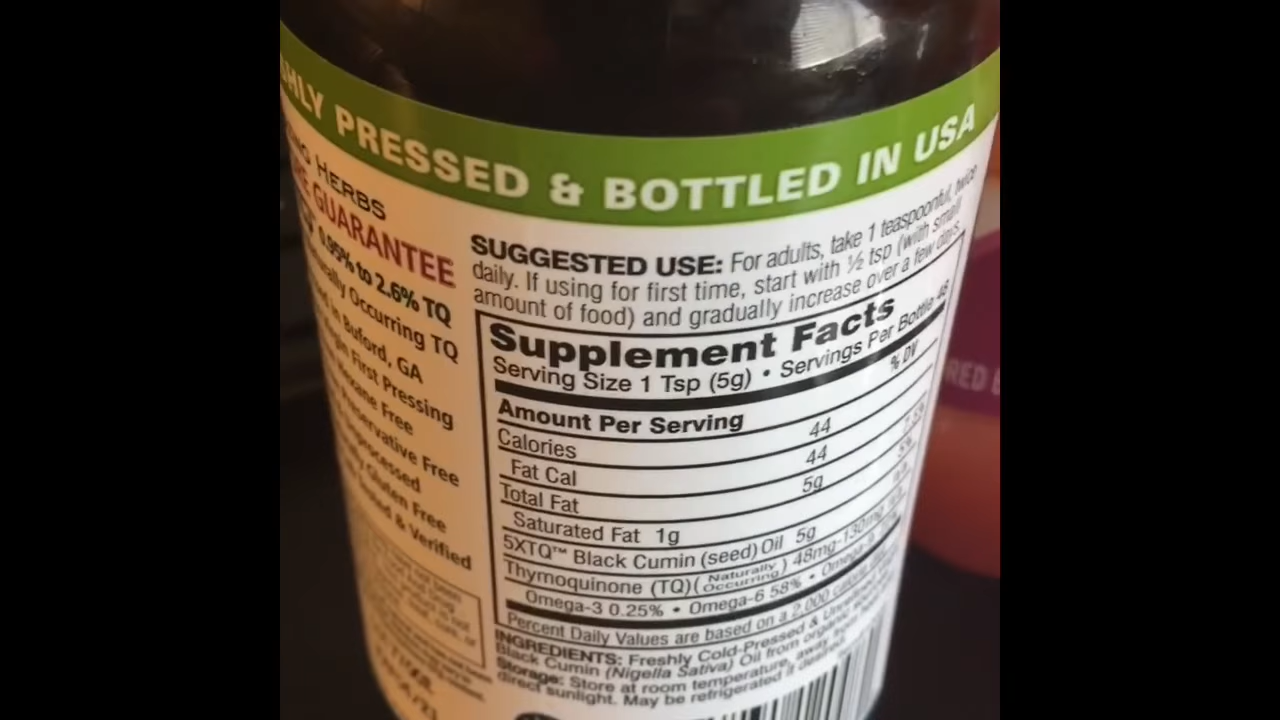 HLY PRESSED & BOTTLED IN USA
HERBS
GUARANTEE
0.95% to 2.6% TQ
Occurring TQ
in Buford, GA
First Pressing
Hexane Free
Preservative Free
Gluten Free
& Verified
SUGGESTED USE: For adults, take 1 teaspoonful, twice
daily. If using for first time, start with ½ tsp (with small
amount of food) and gradually increase over a few days.
Supplement Facts
Serving Size 1 Tsp (5g) • Servings Per Bottle 48
Amount Per Serving % DV
Calories 44
Fat Cal 44
Total Fat 5g
Saturated Fat 1g 5%
5XTQ™ Black Cumin (seed) Oil 5g
Thymoquinone (TQ) (Naturally Occurring) 48mg-130mg
Omega-3 0.25% • Omega-6 58% •
Percent Daily Values are based on a 2,000 calorie
INGREDIENTS: Freshly Cold-Pressed &
Black Cumin (Nigella Sativa) Oil from organic
Storage: Store at room temperature, away from
direct sunlight. May be refrigerated if desired.
RED